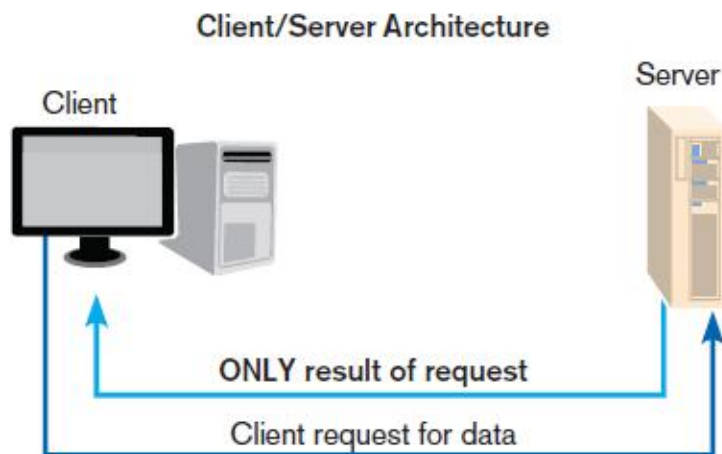 Client/Server Architecture
Server
Client
ONLY result of request
Client request for data